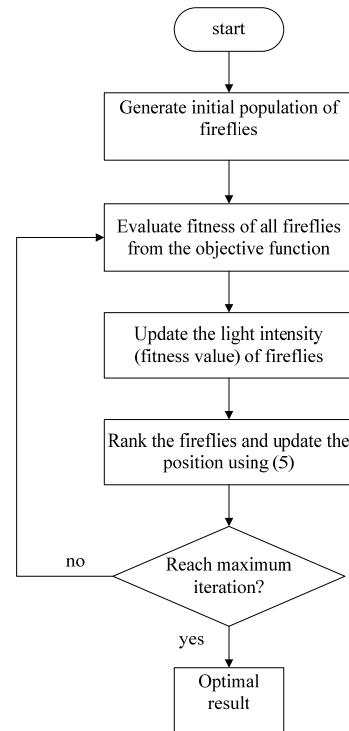 start
Generate initial population of
fireflies
Evaluate fitness of all fireflies
from the objective function
Update the light intensity
(fitness value) of fireflies
Rank the fireflies and update the
position using (5)
Reach maximum
iteration?
no
yes
Optimal
result